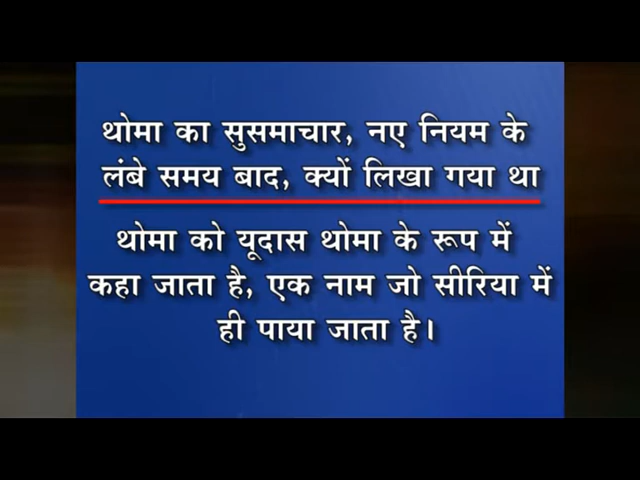 थोमा का सुसमाचार, नए नियम के
लंबे समय बाद, क्यों लिखा गया था
थोमा को यूदास थोमा के रूप में
कहा जाता है, एक नाम जो सीरिया में
ही पाया जाता है।